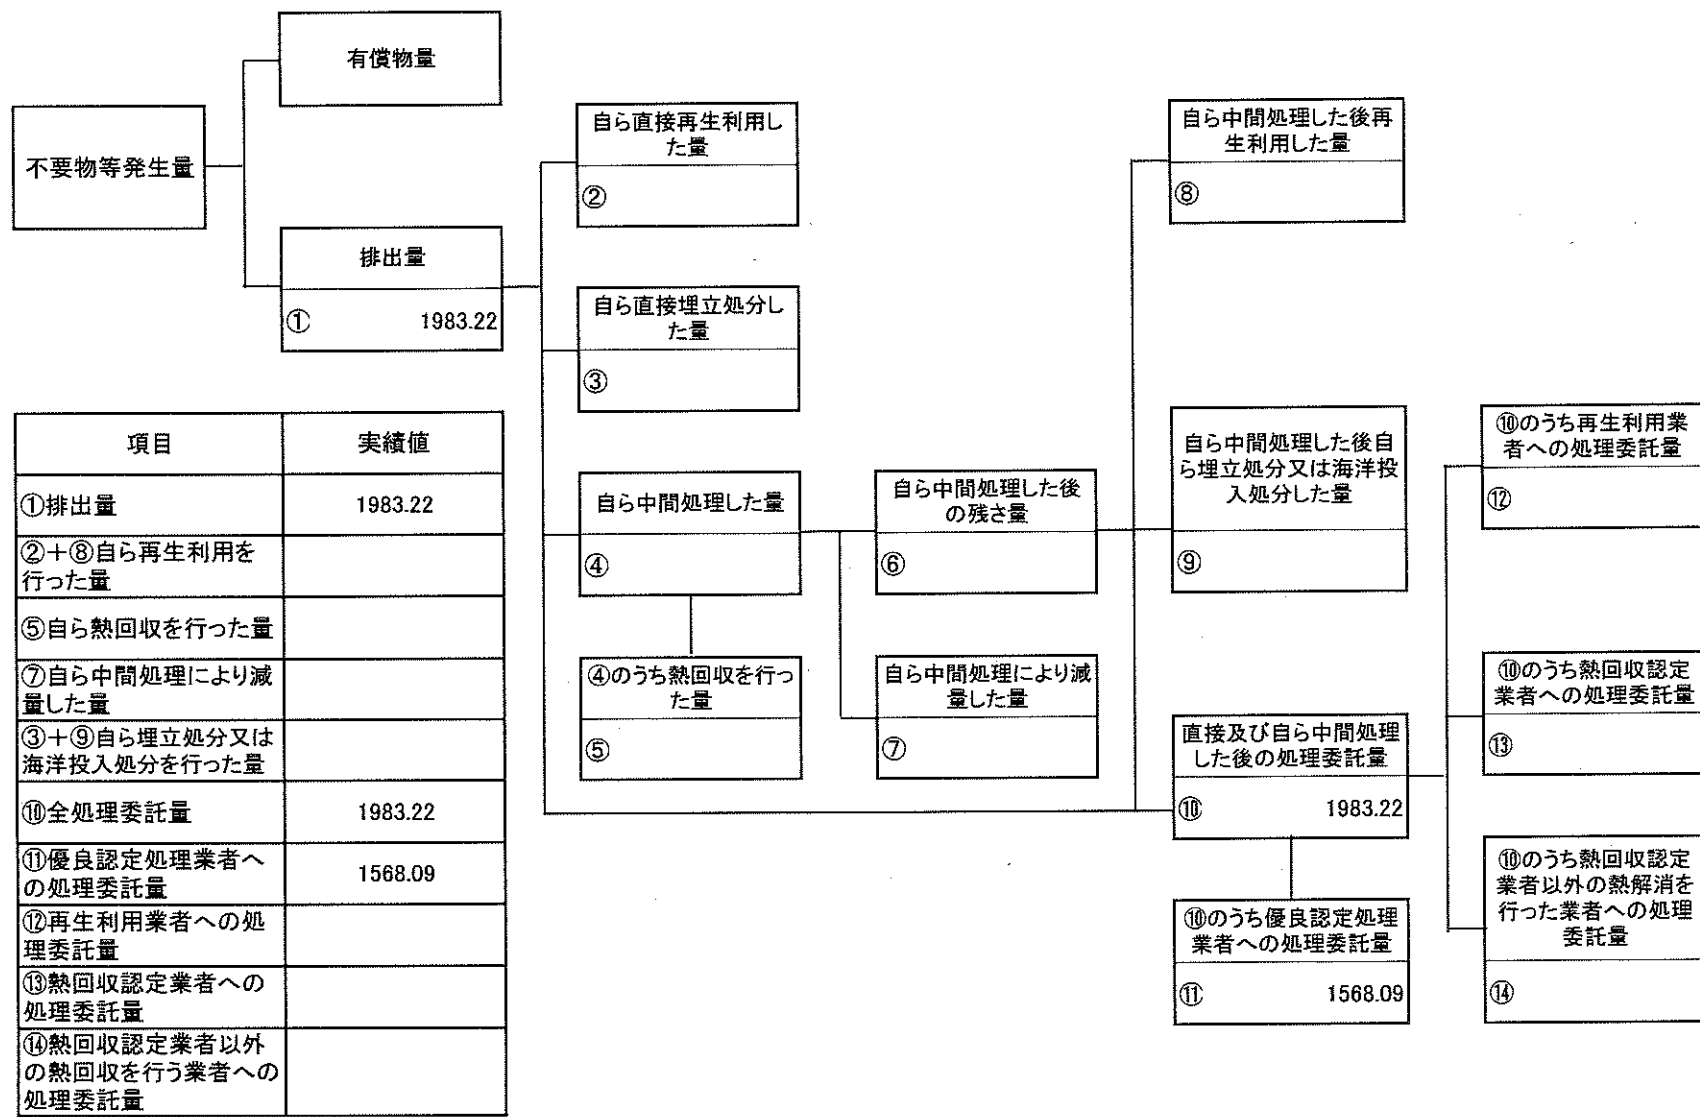 有償物量
不要物等発生量
排出量
① 1983.22
自ら直接再生利用し
た量
②
自ら直接埋立処分し
た量
③
自ら中間処理した量
④
④のうち熱回収を行っ
た量
⑤
自ら中間処理した後
の残さ量
⑥
自ら中間処理により減
量した量
⑦
自ら中間処理した後再
生利用した量
⑧
自ら中間処理した後自
ら埋立処分又は海洋投
入処分した量
⑨
直接及び自ら中間処理
した後の処理委託量
⑩ 1983.22
⑩のうち優良認定処理
業者への処理委託量
⑪ 1568.09
⑩のうち再生利用業
者への処理委託量
⑫
⑩のうち熱回収認定
業者への処理委託量
⑬
⑩のうち熱回収認定
業者以外の熱解消を
行った業者への処理
委託量
⑭
項目 実績値
①排出量 1983.22
②+⑧自ら再生利用を
行った量
⑤自ら熱回収を行った量
⑦自ら中間処理により減
量した量
③+⑨自ら埋立処分又は
海洋投入処分を行った量
⑩全処理委託量 1983.22
⑪優良認定処理業者へ
の処理委託量 1568.09
⑫再生利用業者への処
理委託量
⑬熱回収認定業者への
処理委託量
⑭熱回収認定業者以外
の熱回収を行う業者への
処理委託量